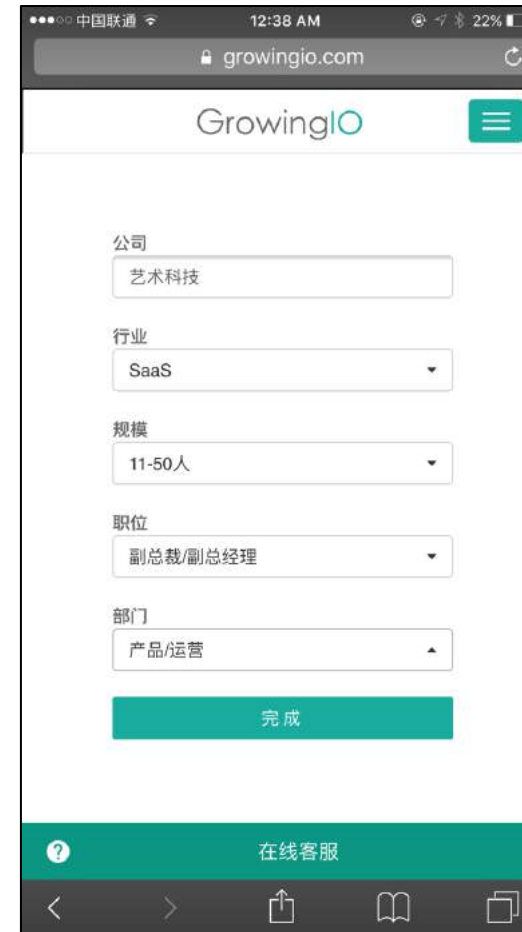 中国联通 12:38 AM 22%
growingio.com
GrowingIO
公司
艺术科技
行业
SaaS
规模
11-50人
职位
副总裁/副总经理
部门
产品/运营
完成
? 在线客服